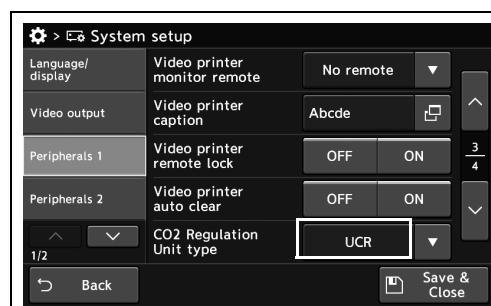 > System setup
Language/
display
Video output
Peripherals 1
Peripherals 2
1/2
Video printer
monitor remote
No remote
Video printer
caption
Abcde
Video printer
remote lock
OFF ON
Video printer
auto clear
OFF ON
CO2 Regulation
Unit type
UCR
3
4
Back
Save &
Close